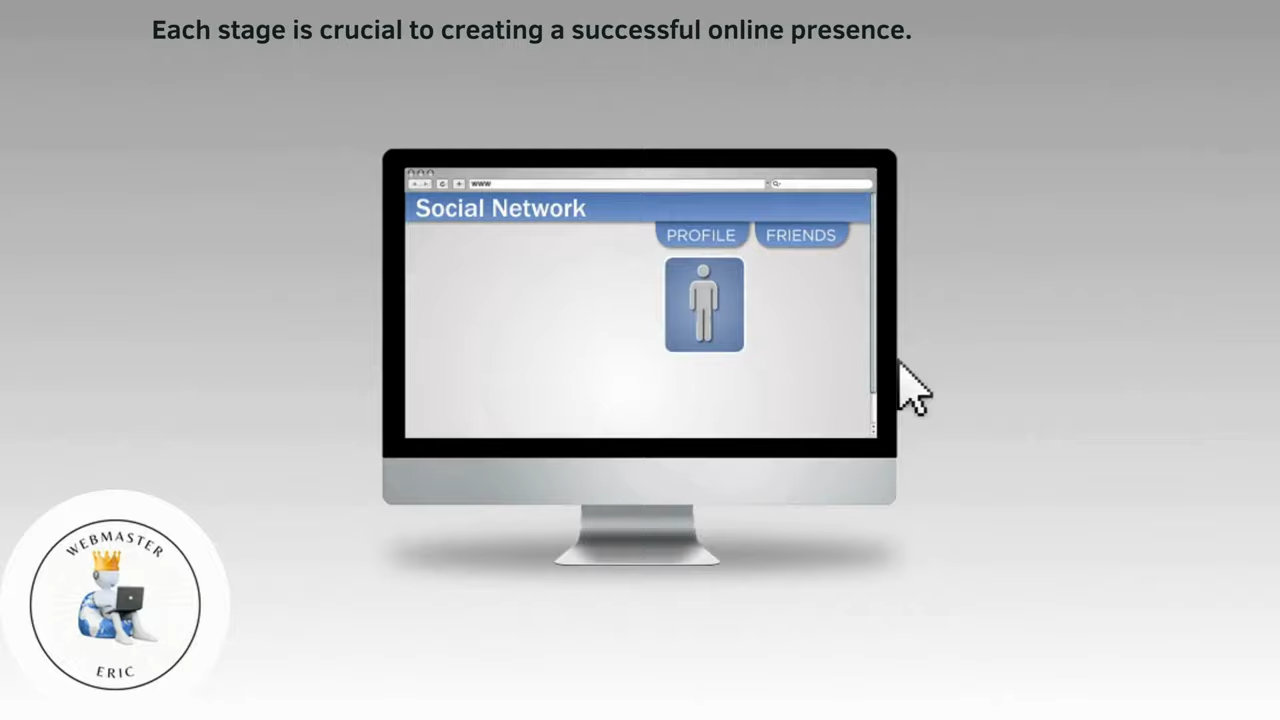 Each stage is crucial to creating a successful online presence.
www
Social Network
PROFILE FRIENDS
WEBMASTER
ERIC